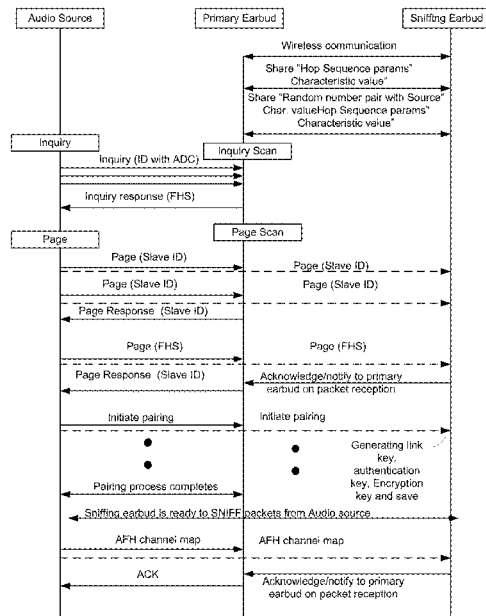 Audio Source
Primary Earbud
Sniffing Earbud
Wireless communication
Share "Hop Sequence params"
Characteristic value"
Share "Random number pair with Source"
Char. valueHop Sequence params"
Characteristic value"
Inquiry
Inquiry (ID with ADC)
Inquiry Scan
Inquiry response (FHS)
Page
Page Scan
Page (Slave ID)
Page (Slave ID)
Page (Slave ID)
Page (Slave ID)
Page Response (Slave ID)
Page (FHS)
Page (FHS)
Page Response (Slave ID)
Acknowledge/notify to primary
earbud on packet reception
Initiate pairing
Initiate pairing
Generating link
key,
authentication
key, Encryption
key and save
Pairing process completes
Sniffing earbud is ready to SNIFF packets from Audio source
AFH channel map
AFH channel map
ACK
Acknowledge/notify to primary
earbud on packet reception